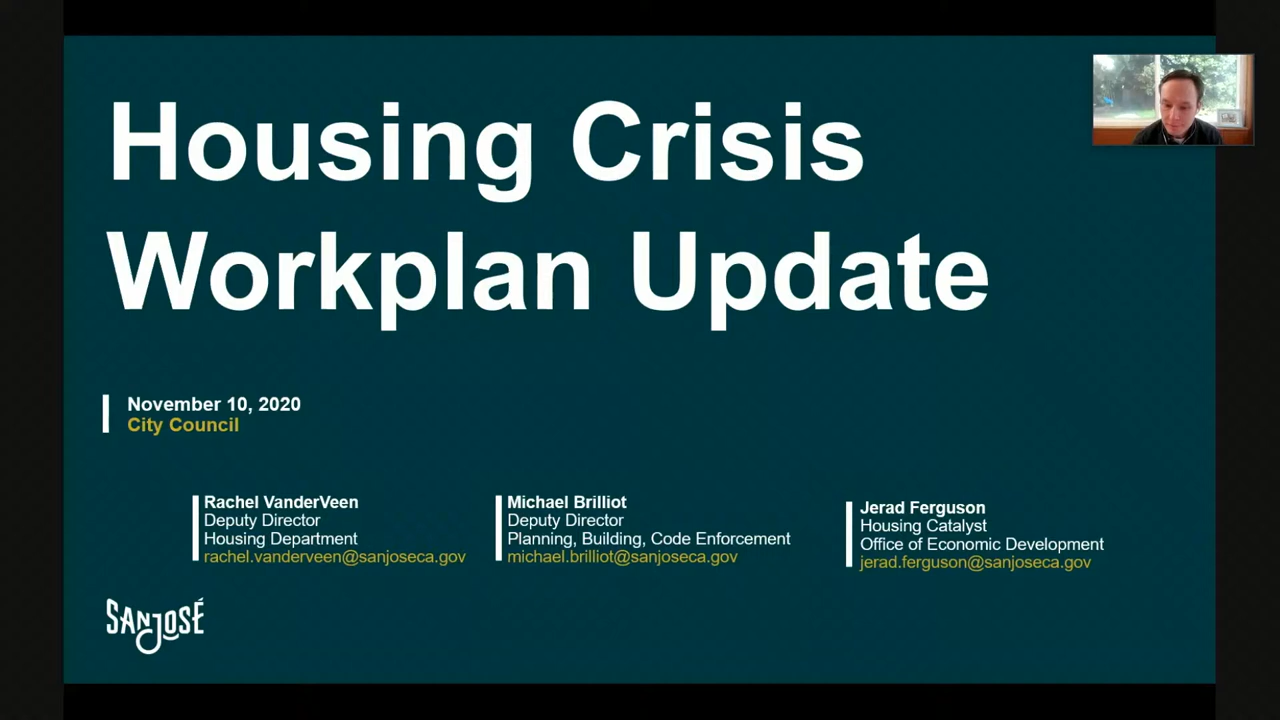 Housing Crisis
Workplan Update
November 10, 2020
City Council
Rachel VanderVeen
Deputy Director
Housing Department
rachel.vanderveen@sanjoseca.gov
Michael Brilliot
Deputy Director
Planning, Building, Code Enforcement
michael.brilliot@sanjoseca.gov
Jerad Ferguson
Housing Catalyst
Office of Economic Development
jerad.ferguson@sanjoseca.gov
SAN JOSÉ